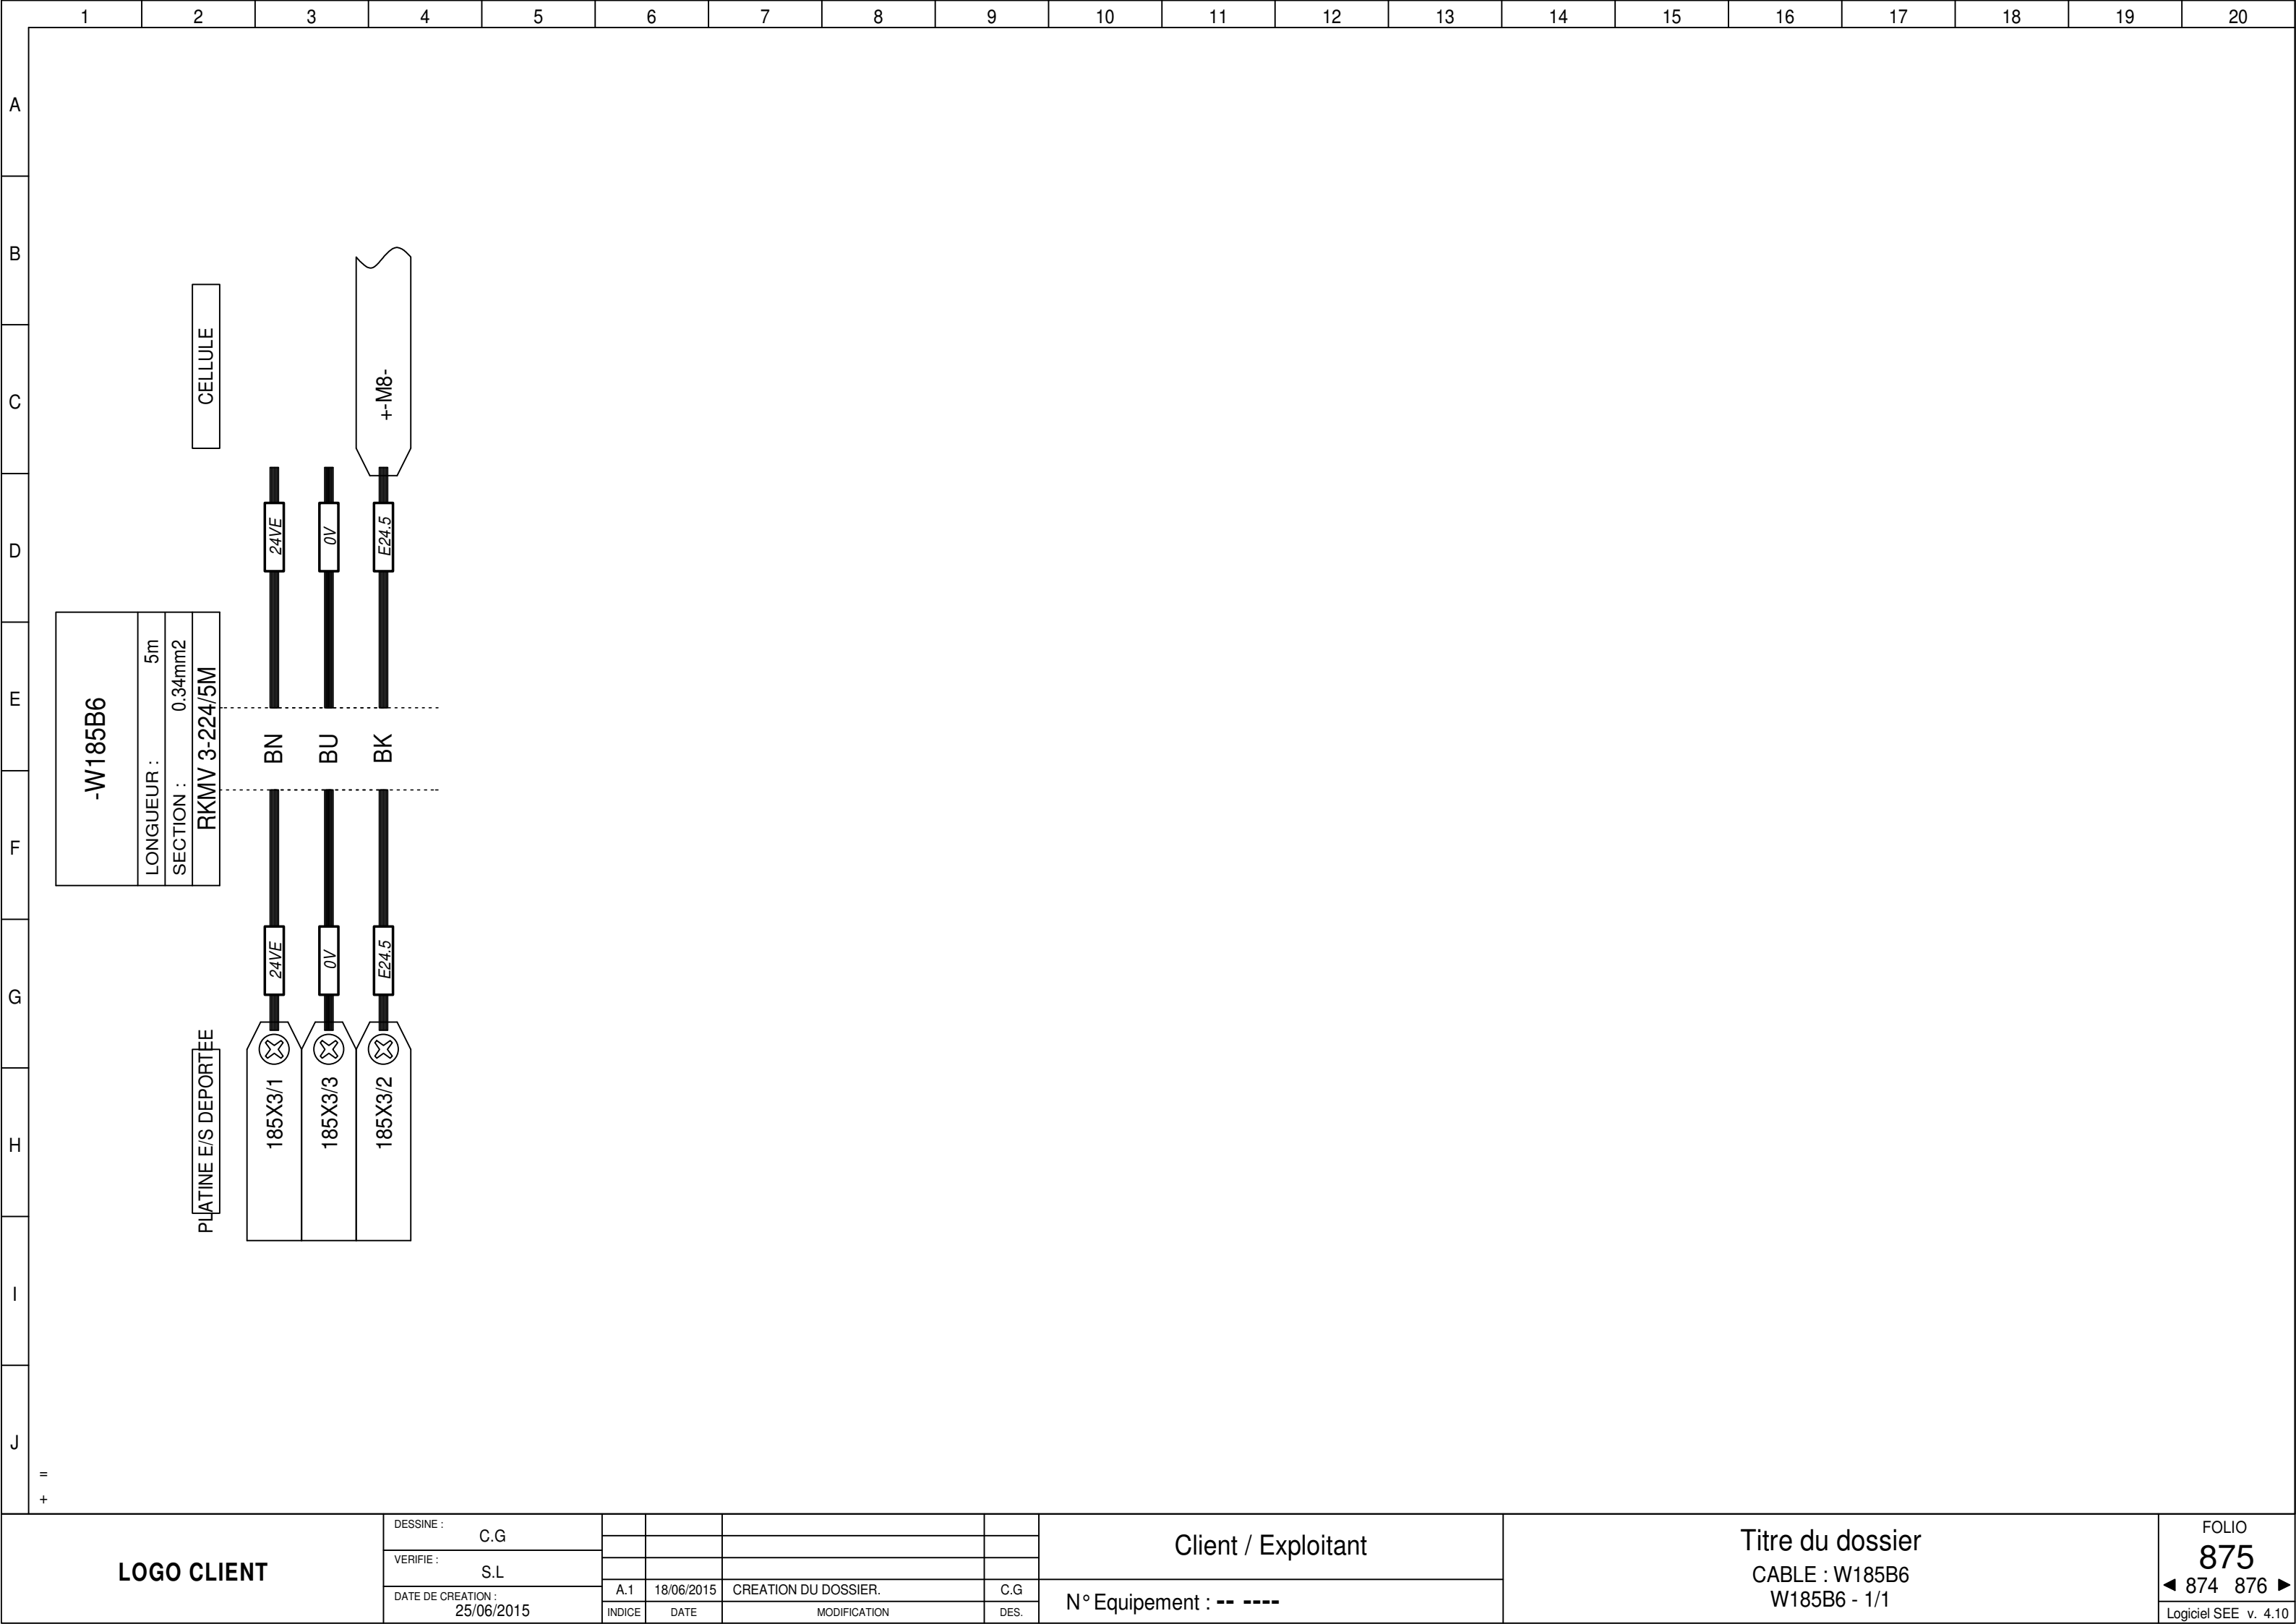 1 2 3 4 5 6 7 8 9 10 11 12 13 14 15 16 17 18 19 20
A
B
C
D
E
F
G
H
I
J
CELLULE
+-M8-
24VE
0V
E24.5
-W185B6
LONGUEUR : 5m
SECTION : 0.34mm2
RKMV 3-224/5M
BN
BU
BK
24VE
0V
E24.5
PLATINE E/S DEPORTEE
185X3/1
185X3/3
185X3/2
=
+
LOGO CLIENT
DESSINE :
C.G
VERIFIE :
S.L
DATE DE CREATION :
25/06/2015
A.1 18/06/2015 CREATION DU DOSSIER. C.G
INDICE DATE MODIFICATION DES.
Client / Exploitant
N° Equipement : -- ----
Titre du dossier
CABLE : W185B6
W185B6 - 1/1
FOLIO
875
◄ 874 876 ►
Logiciel SEE v. 4.10